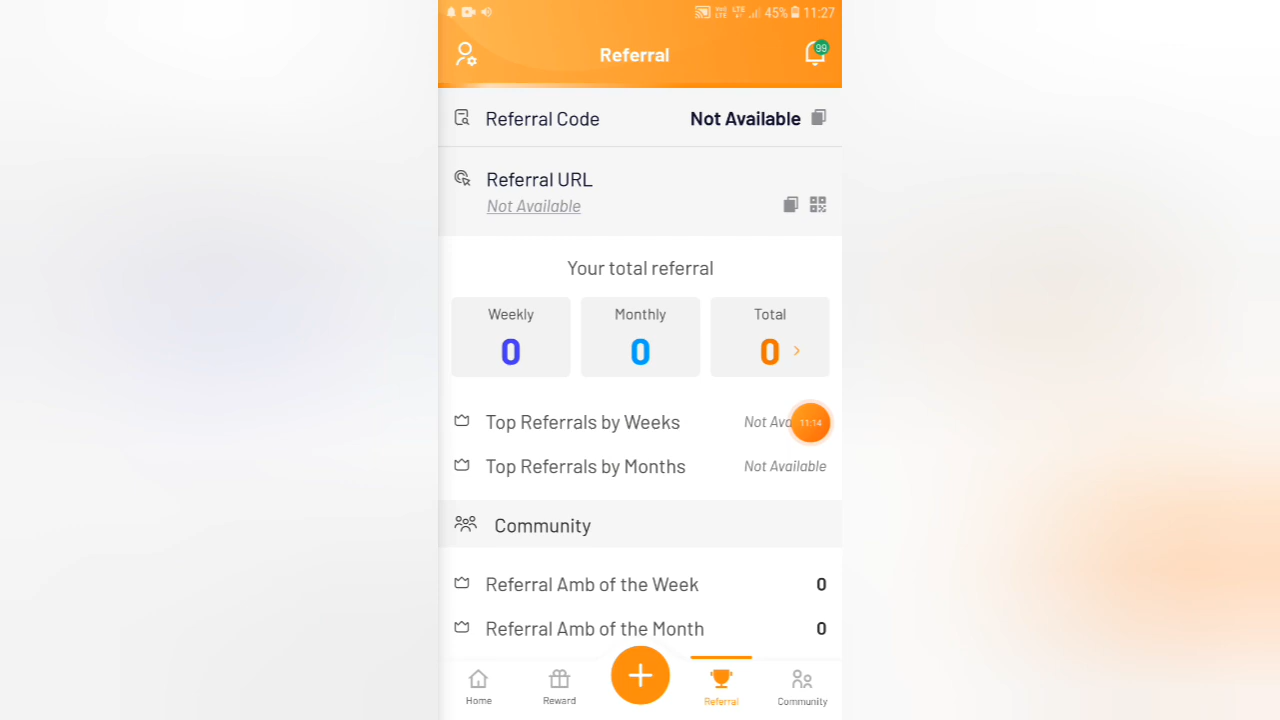 45% 11:27
Referral
99
Referral Code Not Available
Referral URL
Not Available
Your total referral
Weekly Monthly Total
0 0 0
Top Referrals by Weeks Not Ava
11:14
Top Referrals by Months Not Available
Community
Referral Amb of the Week 0
Referral Amb of the Month 0
+
Home Reward Referral Community